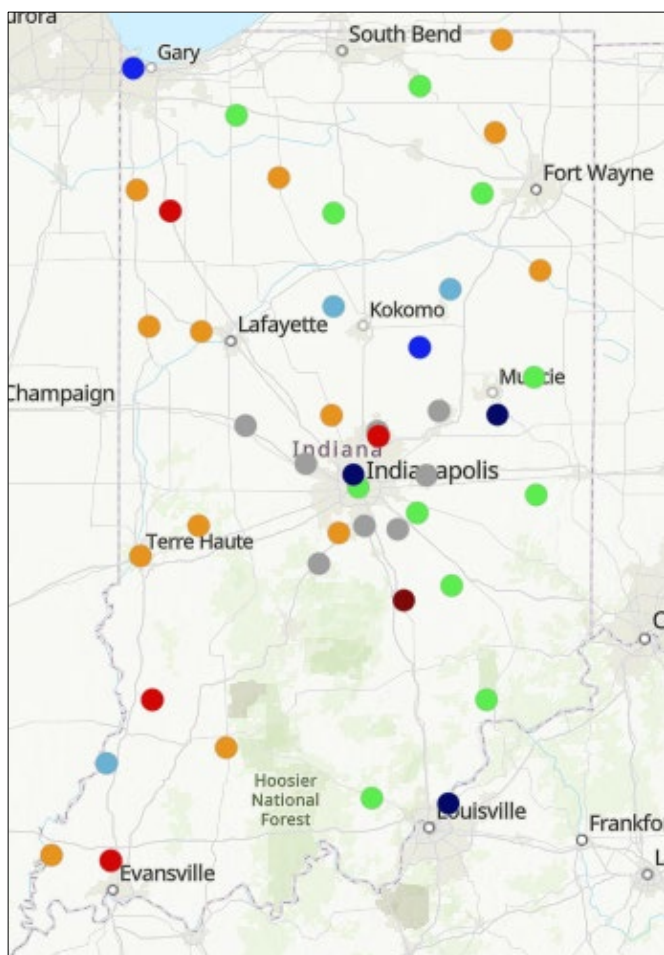 urora
South Bend
Gary
Fort Wayne
Kokomo
Lafayette
Muncie
Champaign
Indiana
Indianapolis
Terre Haute
C
Hoosier
National
Forest
Louisville
Frankfor
L
Evansville